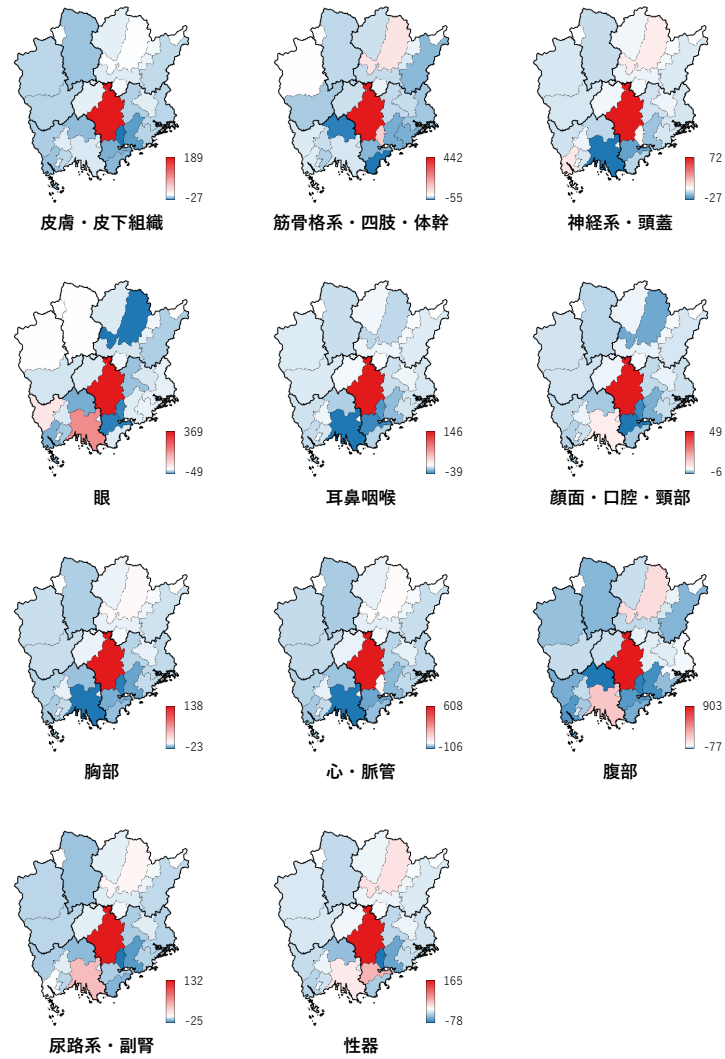 189
-27
皮膚・皮下組織
442
-55
筋骨格系・四肢・体幹
72
-27
神経系・頭蓋
369
-49
眼
146
-39
耳鼻咽喉
49
-6
顔面・口腔・頸部
138
-23
胸部
608
-106
心・脈管
903
-77
腹部
132
-25
尿路系・副腎
165
-78
性器